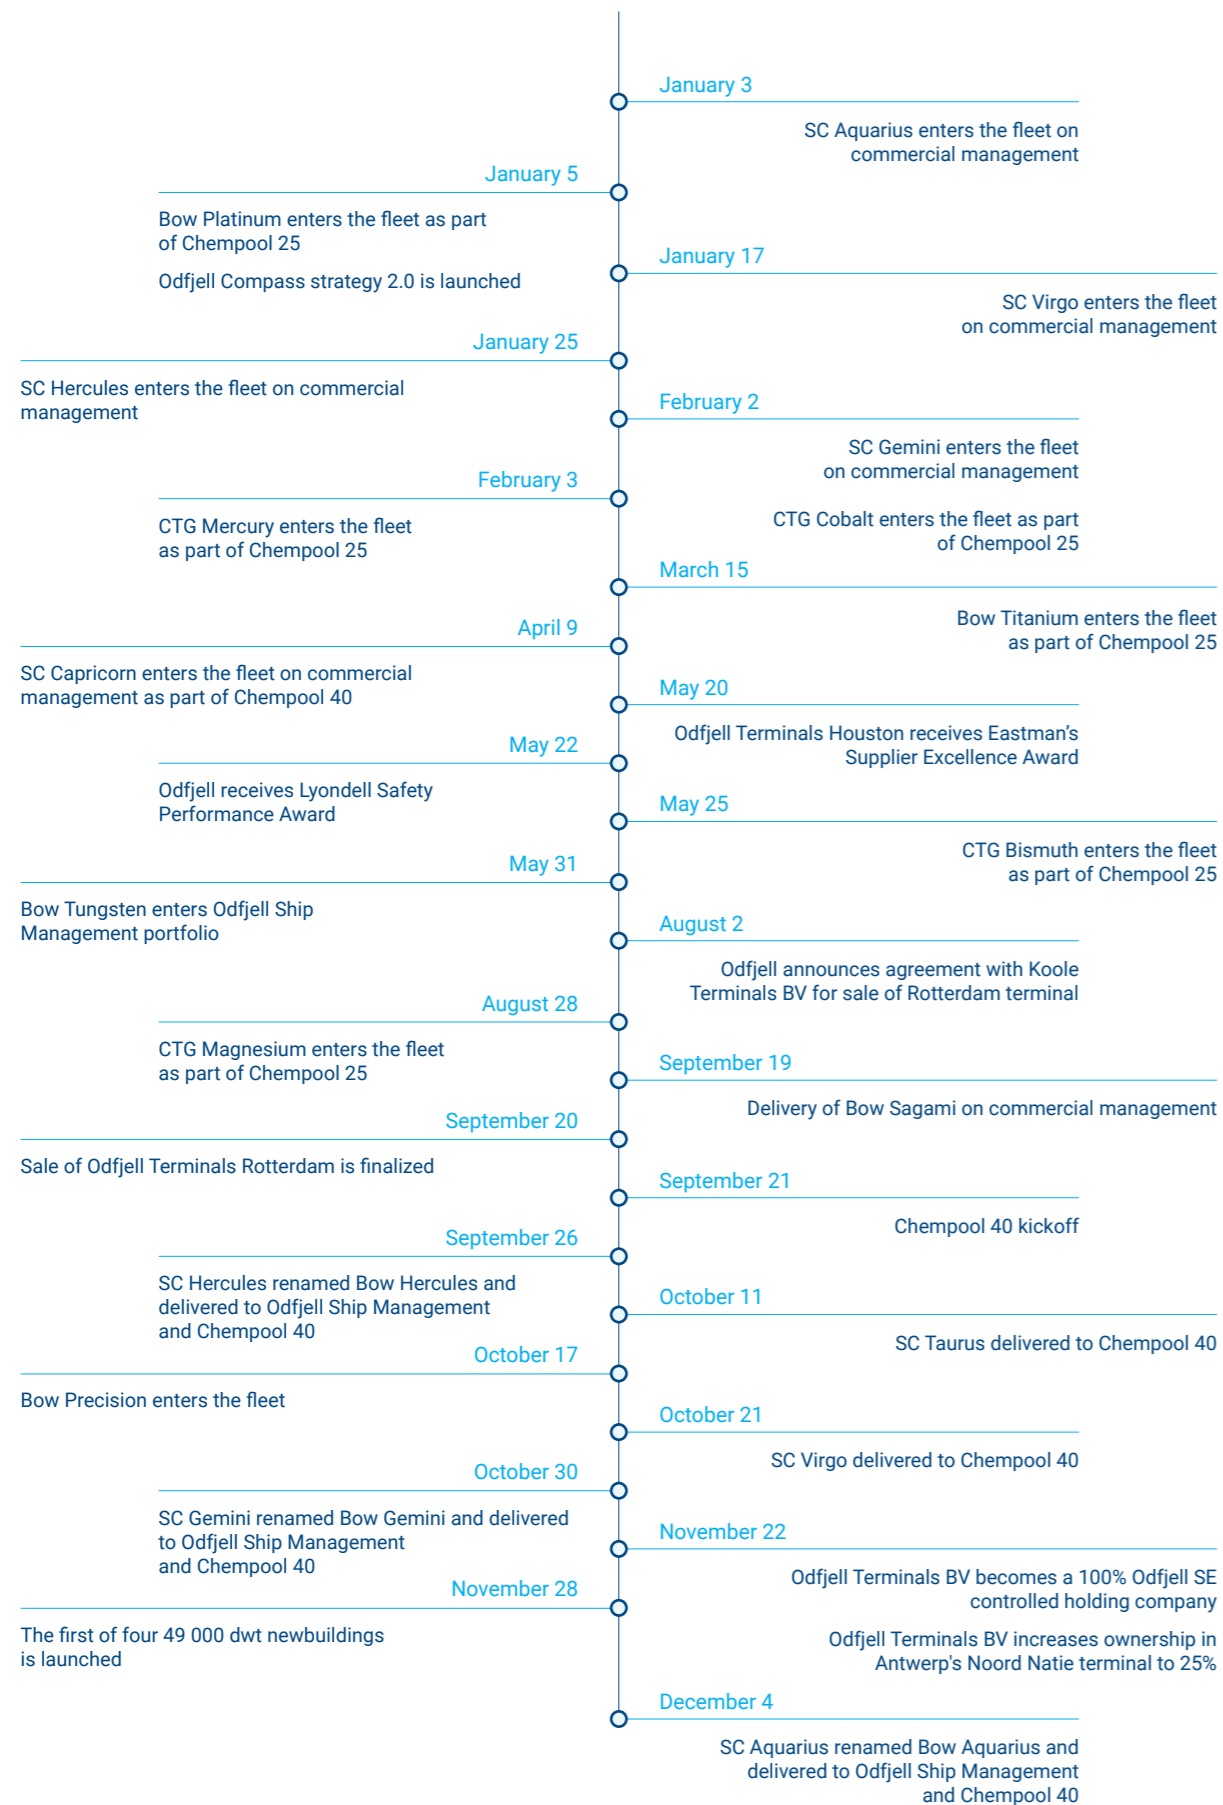 January 3
SC Aquarius enters the fleet on
commercial management
January 5
Bow Platinum enters the fleet as part
of Chempool 25
Odfjell Compass strategy 2.0 is launched
January 17
SC Virgo enters the fleet
on commercial management
January 25
SC Hercules enters the fleet on commercial
management
February 2
SC Gemini enters the fleet
on commercial management
CTG Cobalt enters the fleet as part
of Chempool 25
February 3
CTG Mercury enters the fleet
as part of Chempool 25
March 15
Bow Titanium enters the fleet
as part of Chempool 25
April 9
SC Capricorn enters the fleet on commercial
management as part of Chempool 40
May 20
Odfjell Terminals Houston receives Eastman’s
Supplier Excellence Award
May 22
Odfjell receives Lyondell Safety
Performance Award
May 25
CTG Bismuth enters the fleet
as part of Chempool 25
May 31
Bow Tungsten enters Odfjell Ship
Management portfolio
August 2
Odfjell announces agreement with Koole
Terminals BV for sale of Rotterdam terminal
August 28
CTG Magnesium enters the fleet
as part of Chempool 25
September 19
Delivery of Bow Sagami on commercial management
September 20
Sale of Odfjell Terminals Rotterdam is finalized
September 21
Chempool 40 kickoff
September 26
SC Hercules renamed Bow Hercules and
delivered to Odfjell Ship Management
and Chempool 40
October 11
SC Taurus delivered to Chempool 40
October 17
Bow Precision enters the fleet
October 21
SC Virgo delivered to Chempool 40
October 30
SC Gemini renamed Bow Gemini and delivered
to Odfjell Ship Management
and Chempool 40
November 22
Odfjell Terminals BV becomes a 100% Odfjell SE
controlled holding company
Odfjell Terminals BV increases ownership in
Antwerp's Noord Natie terminal to 25%
November 28
The first of four 49 000 dwt newbuildings
is launched
December 4
SC Aquarius renamed Bow Aquarius and
delivered to Odfjell Ship Management
and Chempool 40